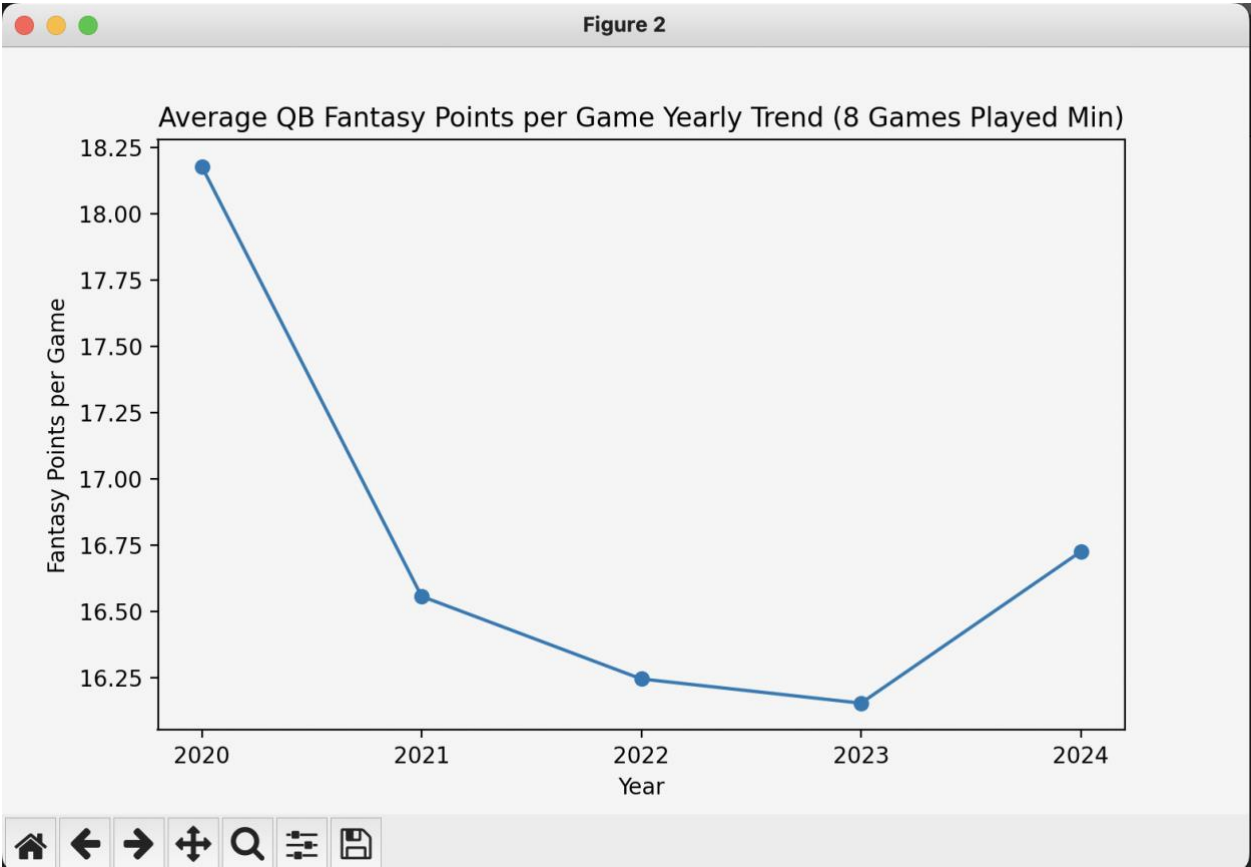 Figure 2
Average QB Fantasy Points per Game Yearly Trend (8 Games Played Min)
18.25
18.00
17.75
17.50
17.25
17.00
16.75
16.50
16.25
Fantasy Points per Game
2020 2021 2022 2023 2024
Year